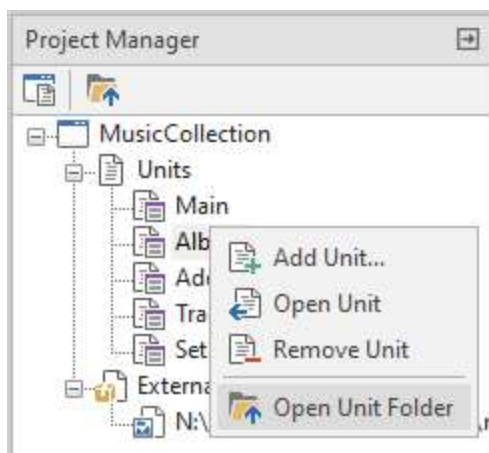 Project Manager
MusicCollection
Units
Main
Alb
Add Unit...
Ad
Open Unit
Tra
Remove Unit
Set
Externa
Open Unit Folder
N:\